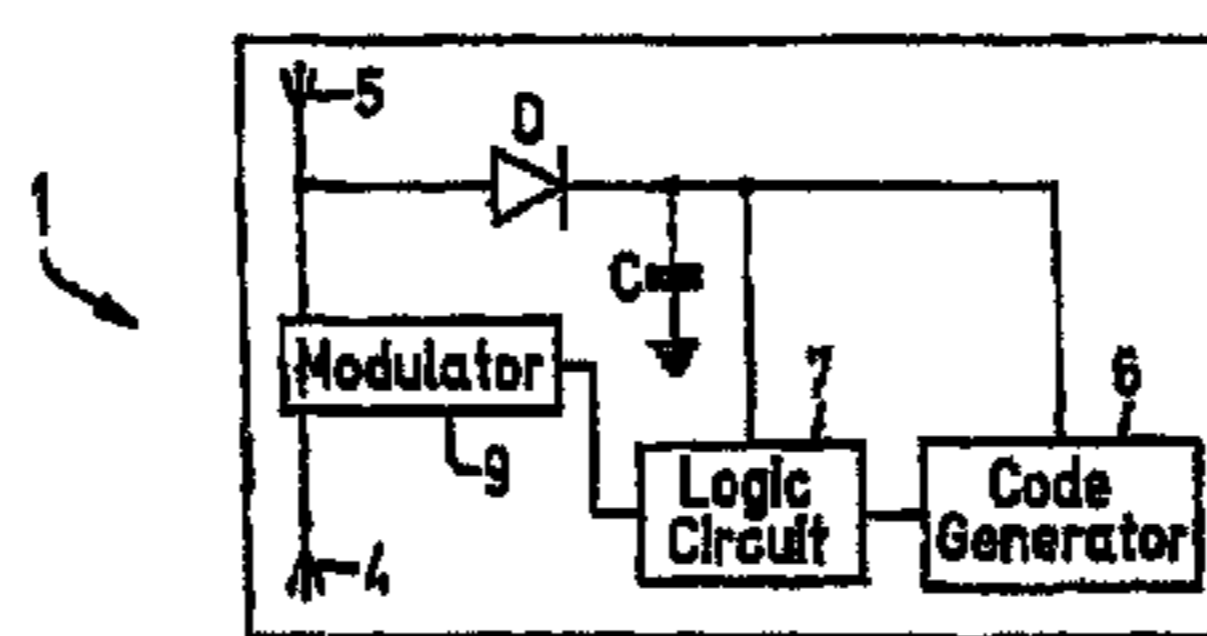 5
D
1
C
Modulator
7
6
9
Logic
Circuit
Code
Generator
4